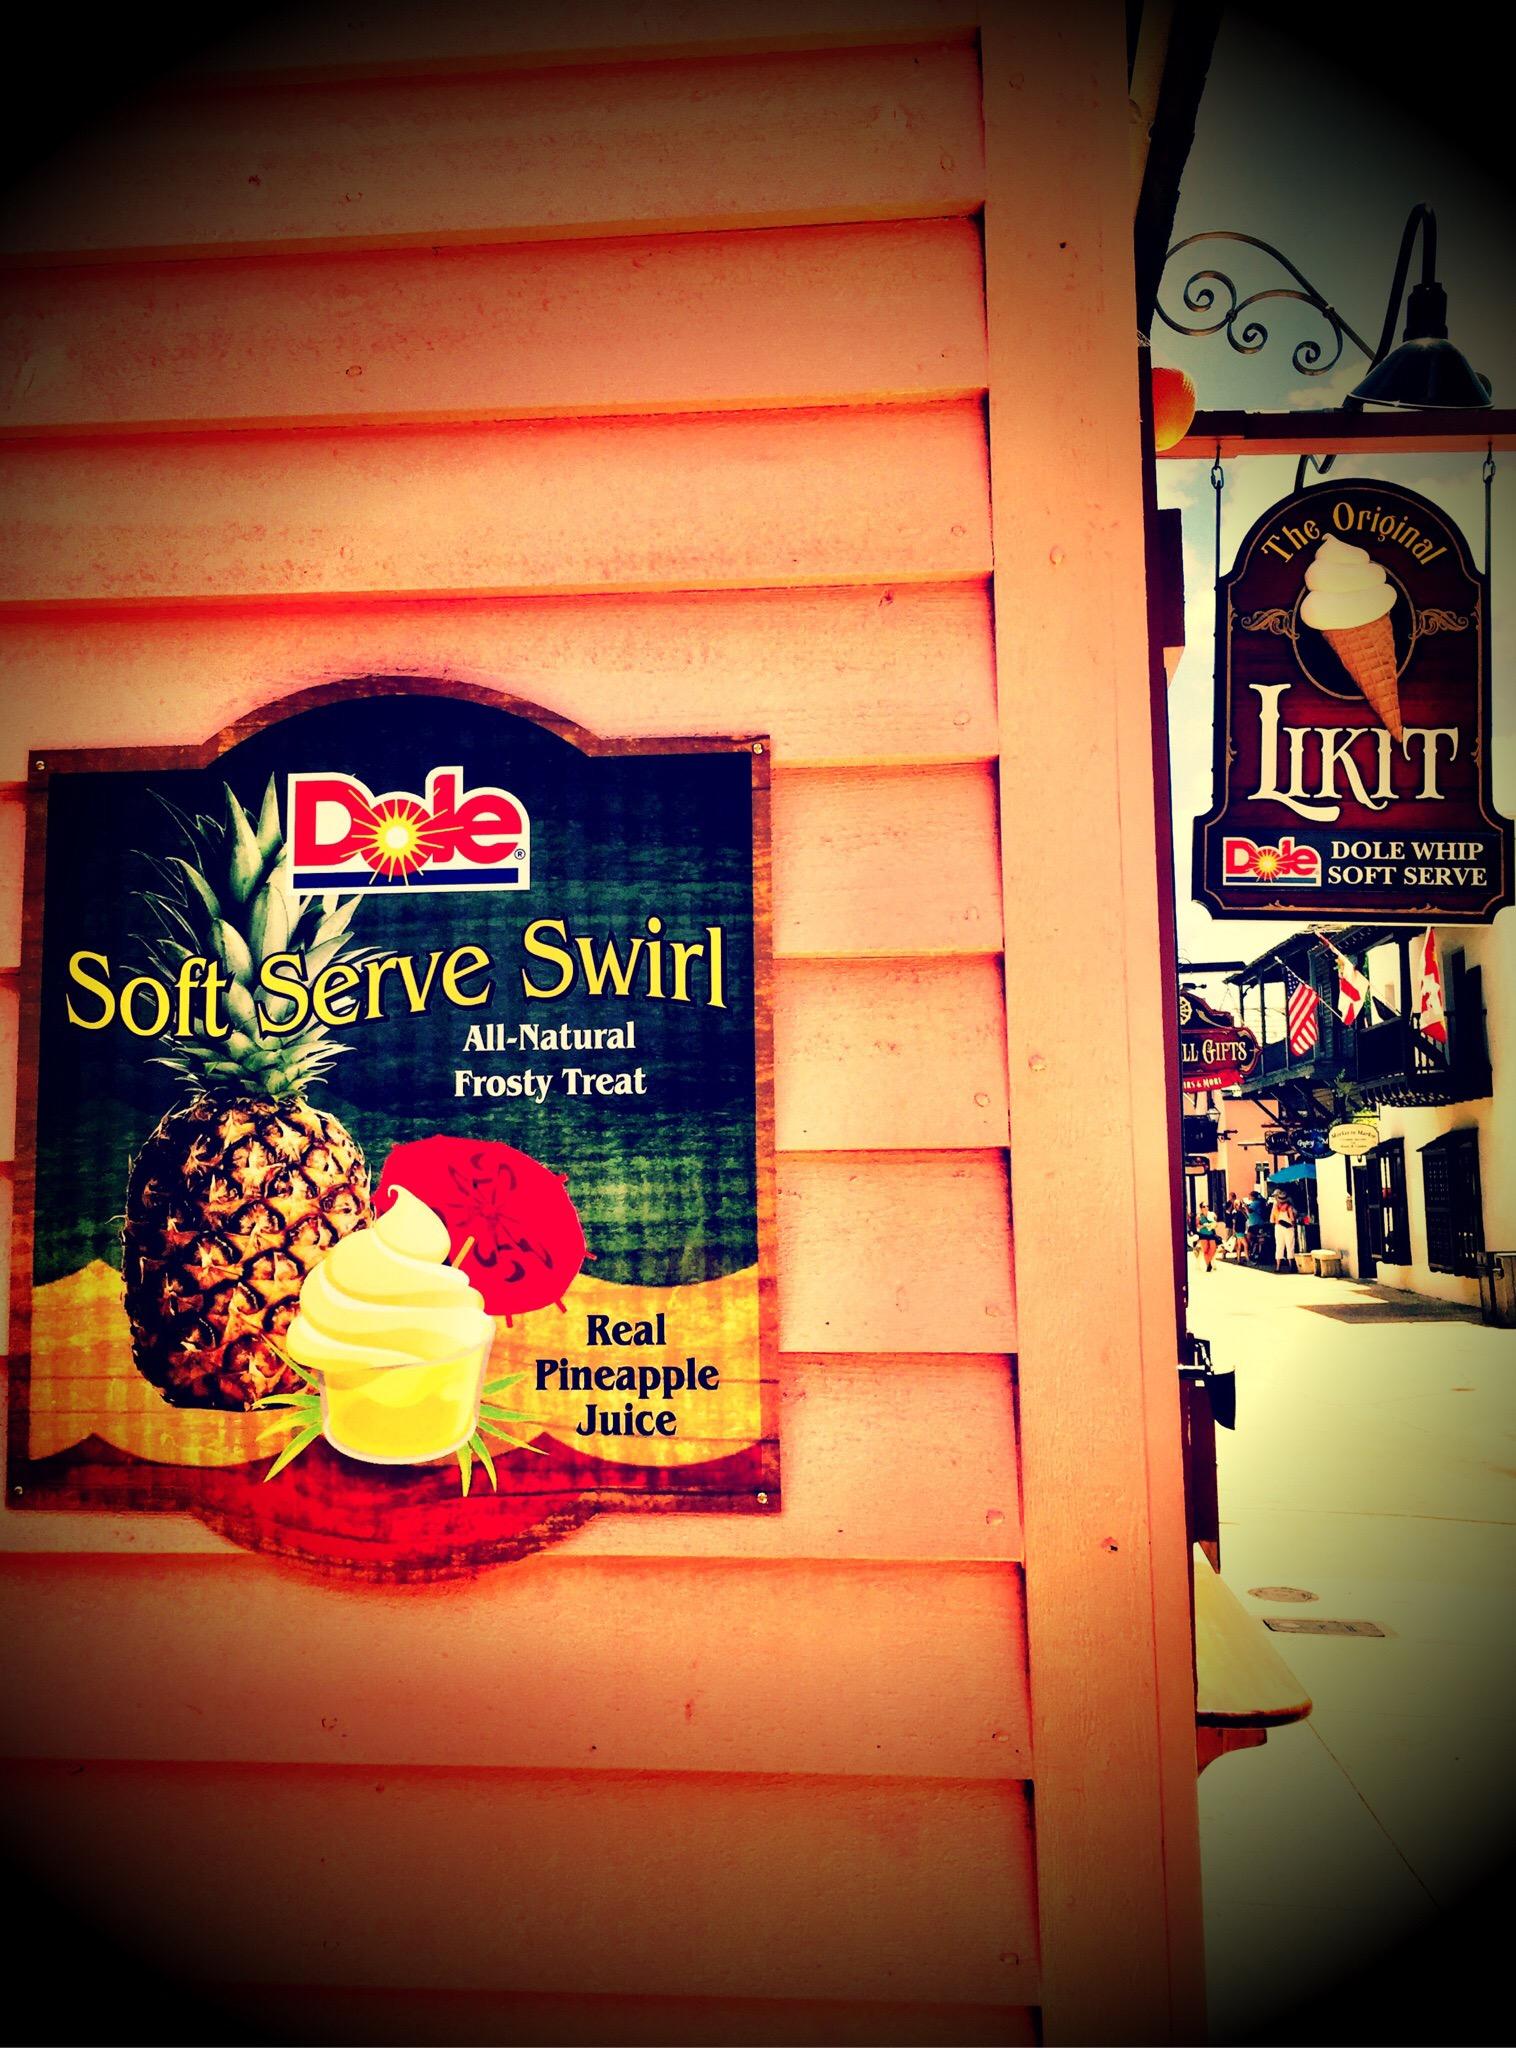 Dole®
Soft Serve Swirl
All-Natural
Frosty Treat
Real
Pineapple
Juice
The Original
LIKIT
Dole
DOLE WHIP
SOFT SERVE
LL GIFTS
& MORE